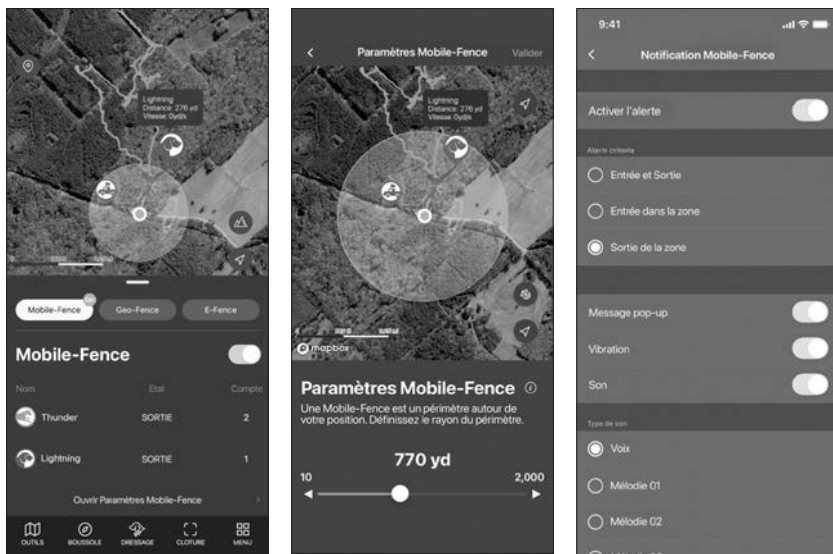 Lightning
Distance: 276 yd
Vitesse: 0yd/s
Mobile-Fence
On
Geo-Fence
E-Fence
Mobile-Fence
Nom
Etat
Compte
Thunder
SORTIE
2
Lightning
SORTIE
1
Ouvrir Paramètres Mobile-Fence
OUTILS
BOUSSOLE
DRESSAGE
CLOTURE
MENU
Paramètres Mobile-Fence
Valider
Lightning
Distance: 276 yd
Vitesse: 0yd/s
mapbox
Paramètres Mobile-Fence
Une Mobile-Fence est un périmètre autour de
votre position. Définissez le rayon du périmètre.
770 yd
10
2,000
9:41
Notification Mobile-Fence
Activer l'alerte
Alarm criteria
Entrée et Sortie
Entrée dans la zone
Sortie de la zone
Message pop-up
Vibration
Son
Type de son
Voix
Mélodie 01
Mélodie 02